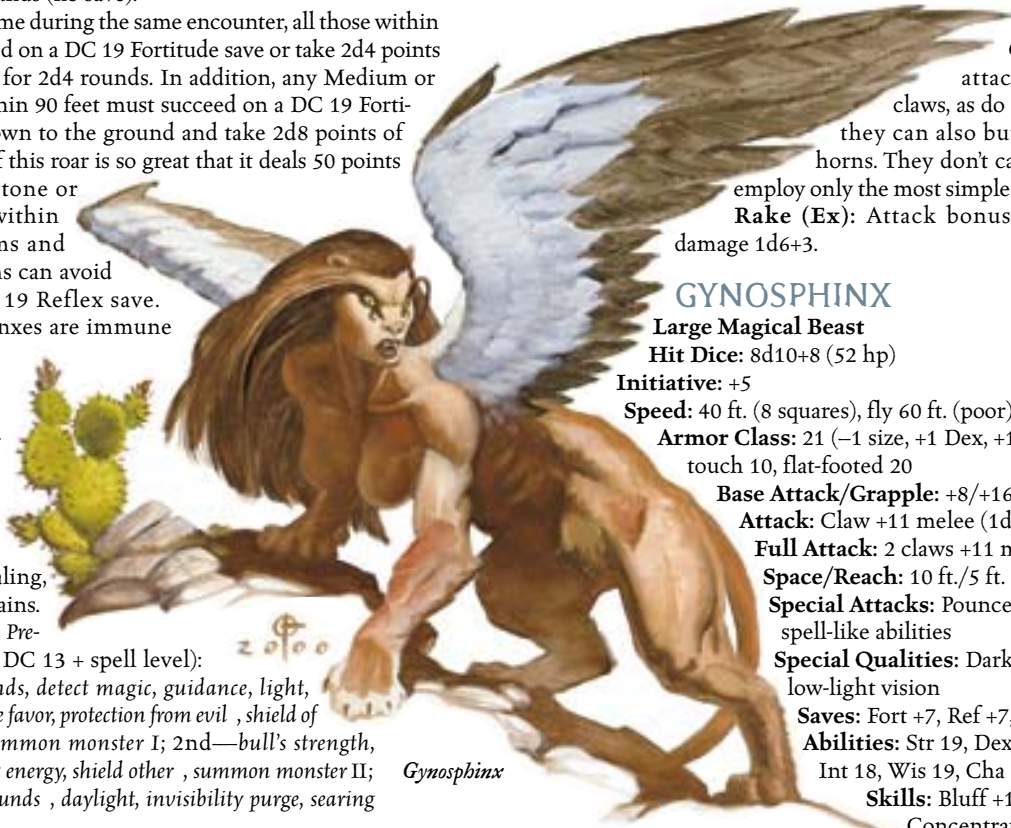 me during the same encounter, all those within
d on a DC 19 Fortitude save or take 2d4 points
for 2d4 rounds. In addition, any Medium or
hin 90 feet must succeed on a DC 19 Forti-
own to the ground and take 2d8 points of
f this roar is so great that it deals 50 points
tone or
within
ns and
ns can avoid
19 Reflex save.
nxes are immune
aling,
ains.
Pre-
DC 13 + spell level):
nds, detect magic, guidance, light,
e favor, protection from evil , shield of
mmon monster I; 2nd—bull's strength,
energy, shield other , summon monster II;
unds , daylight, invisibility purge, searing
2000
Gynosphinx
attac
claws, as do
they can also bu
horns. They don't ca
employ only the most simple
Rake (Ex): Attack bonus
damage 1d6+3.
GYNOSPHINX
Large Magical Beast
Hit Dice: 8d10+8 (52 hp)
Initiative: +5
Speed: 40 ft. (8 squares), fly 60 ft. (poor)
Armor Class: 21 (–1 size, +1 Dex, +1
touch 10, flat-footed 20
Base Attack/Grapple: +8/+16
Attack: Claw +11 melee (1d
Full Attack: 2 claws +11 m
Space/Reach: 10 ft./5 ft.
Special Attacks: Pounce
spell-like abilities
Special Qualities: Dark
low-light vision
Saves: Fort +7, Ref +7,
Abilities: Str 19, Dex
Int 18, Wis 19, Cha
Skills: Bluff +1
Concentra